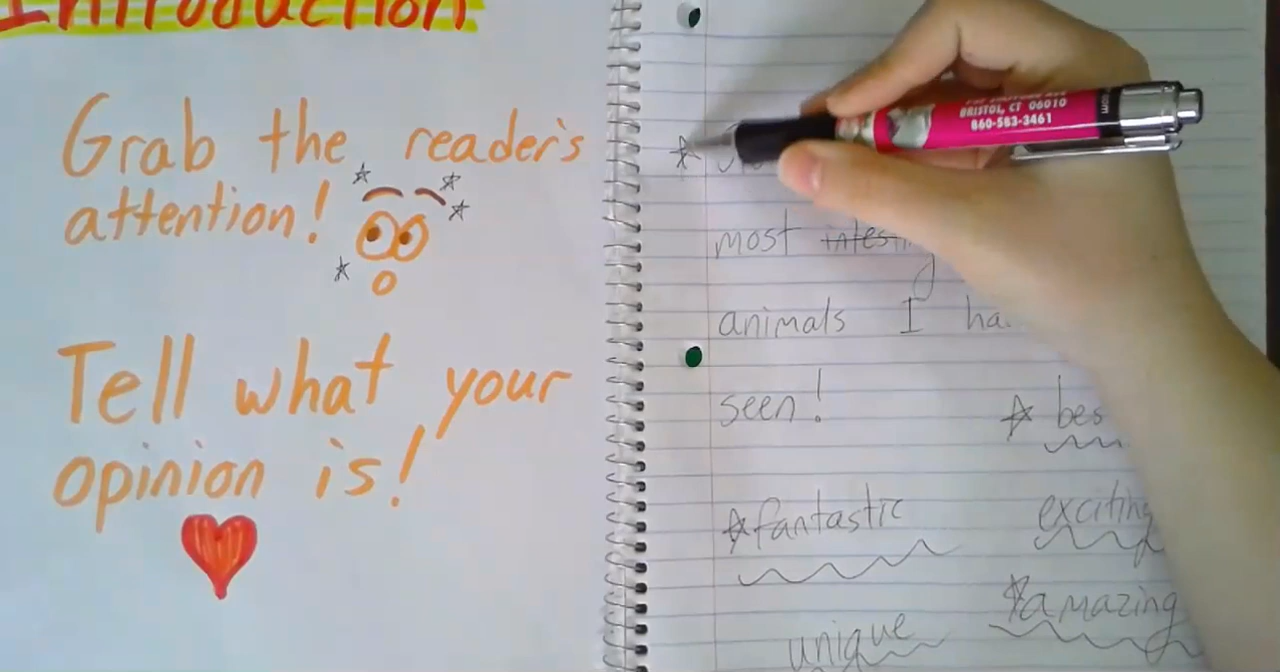 Introduction
Grab the reader's
attention!
Tell what your
opinion is!
BRISTOL, CT 06010
860-583-3461
most
animals I
seen!
fantastic
exciting
amazing
unique